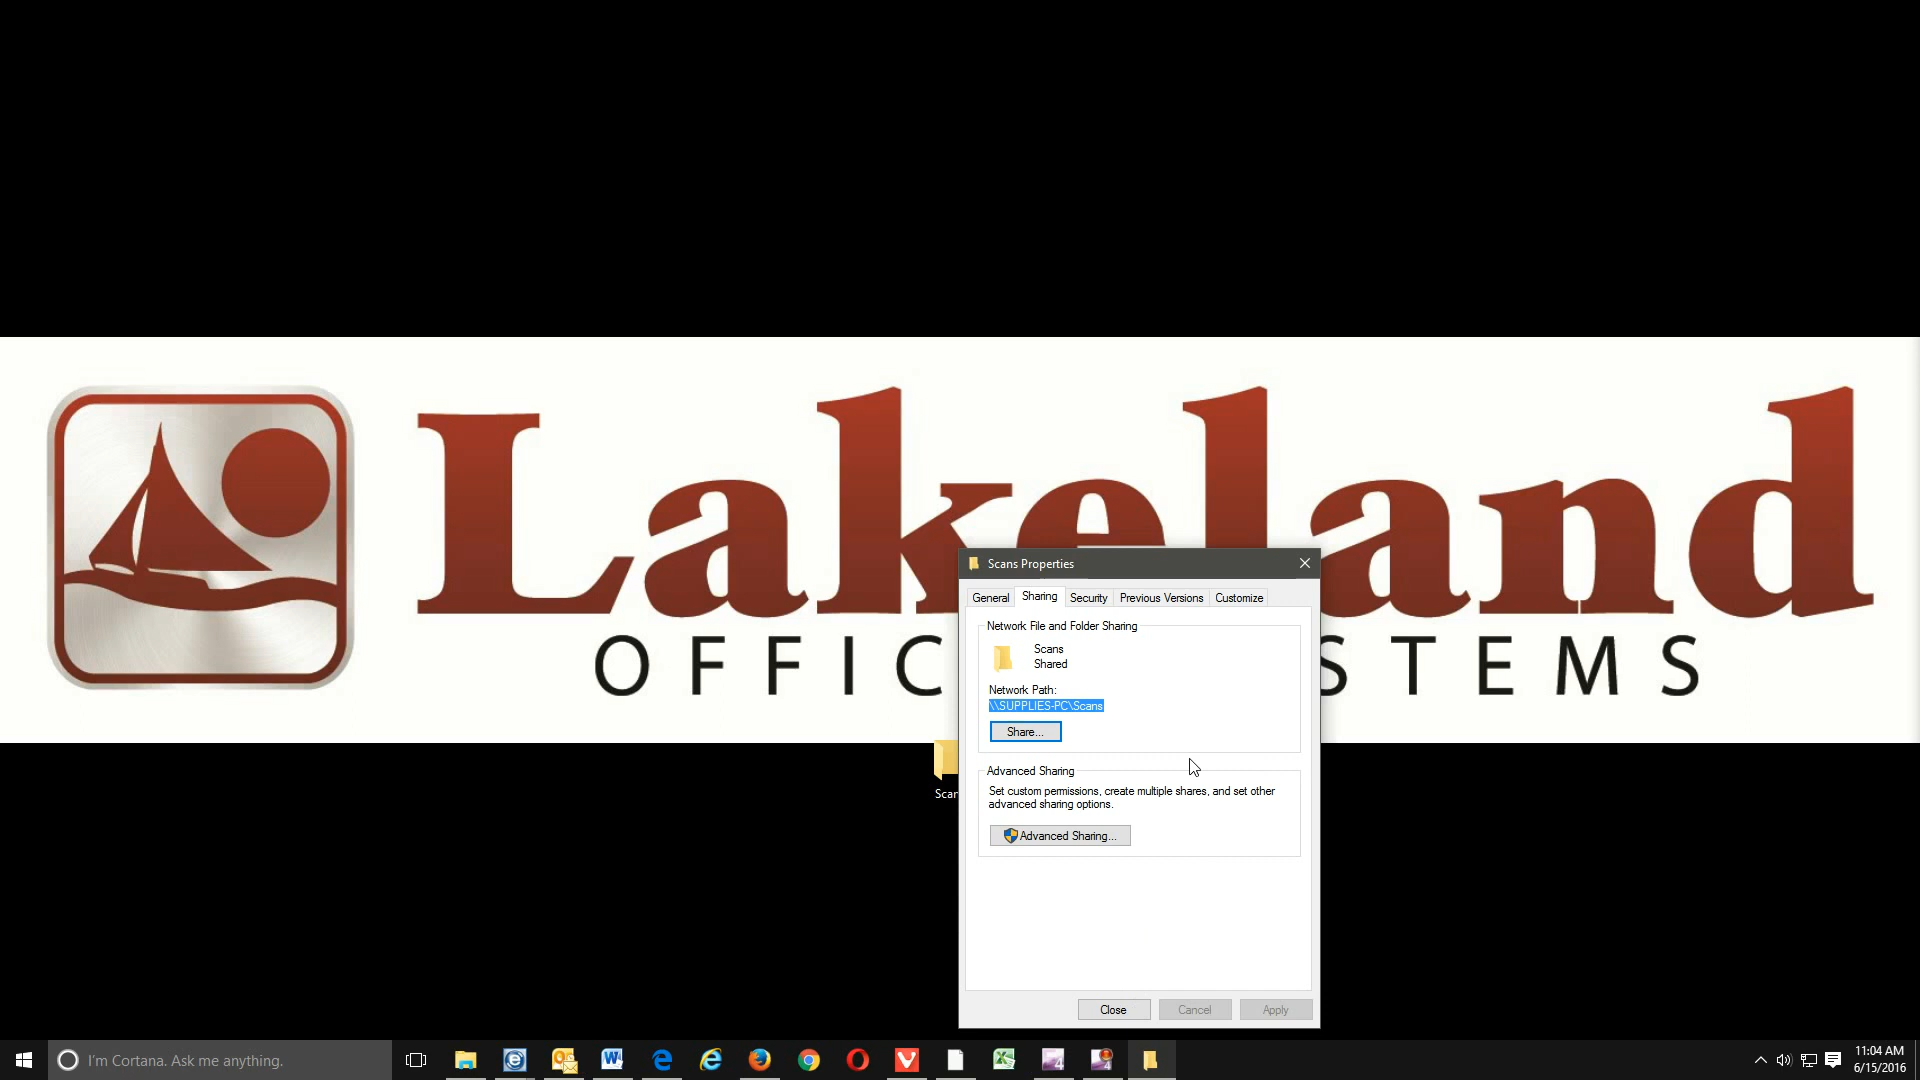 Lakeland
OFFIC
STEMS
Scans Properties
General
Sharing
Security
Previous Versions
Customize
Network File and Folder Sharing
Scans
Shared
Network Path:
\\SUPPLIES-PC\Scans
Share...
Advanced Sharing
Set custom permissions, create multiple shares, and set other
advanced sharing options.
Advanced Sharing...
Close
Cancel
Apply
Scan
I'm Cortana. Ask me anything.
11:04 AM
6/15/2016